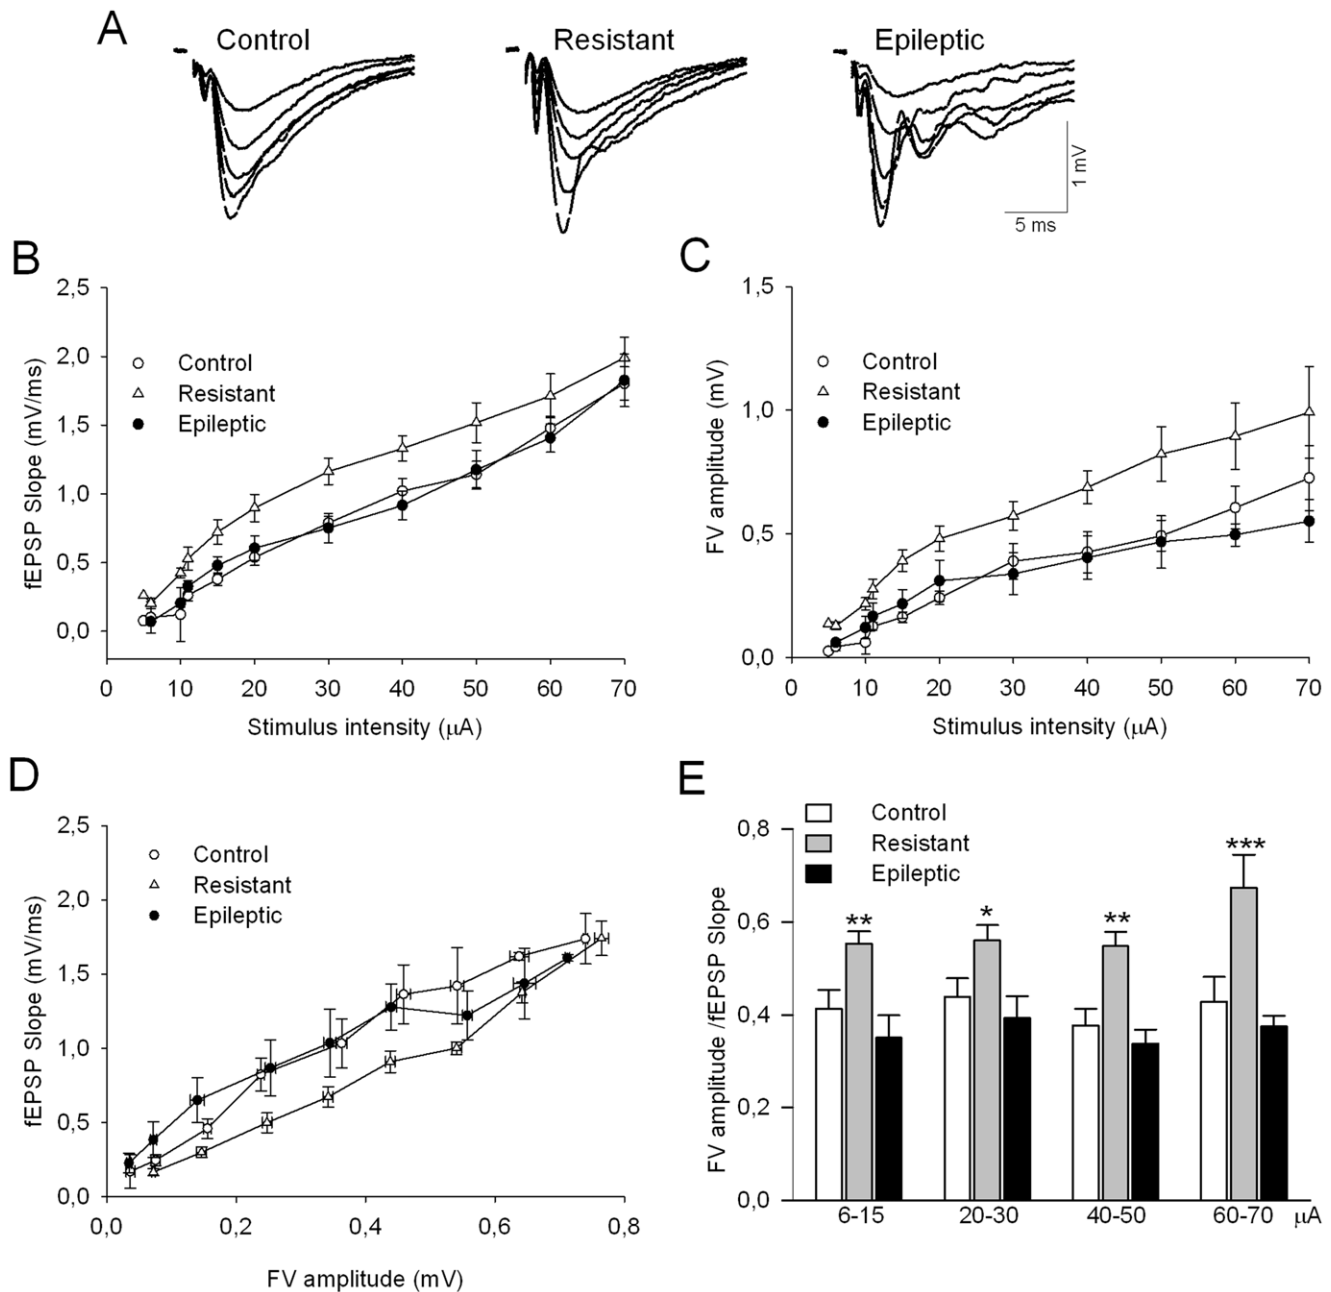 A
Control
Resistant
Epileptic
1 mV
5 ms
B
fEPSP Slope (mV/ms)
2,5
2,0
1,5
1,0
0,5
0,0
Control
Resistant
Epileptic
0 10 20 30 40 50 60 70
Stimulus intensity (μA)
C
FV amplitude (mV)
1,5
1,0
0,5
0,0
Control
Resistant
Epileptic
0 10 20 30 40 50 60 70
Stimulus intensity (μA)
D
fEPSP Slope (mV/ms)
2,5
2,0
1,5
1,0
0,5
0,0
Control
Resistant
Epileptic
0,0 0,2 0,4 0,6 0,8
FV amplitude (mV)
E
FV amplitude /fEPSP Slope
Control
Resistant
Epileptic
0,8
0,6
0,4
0,2
0,0
** * ** ***
6-15 20-30 40-50 60-70 μA